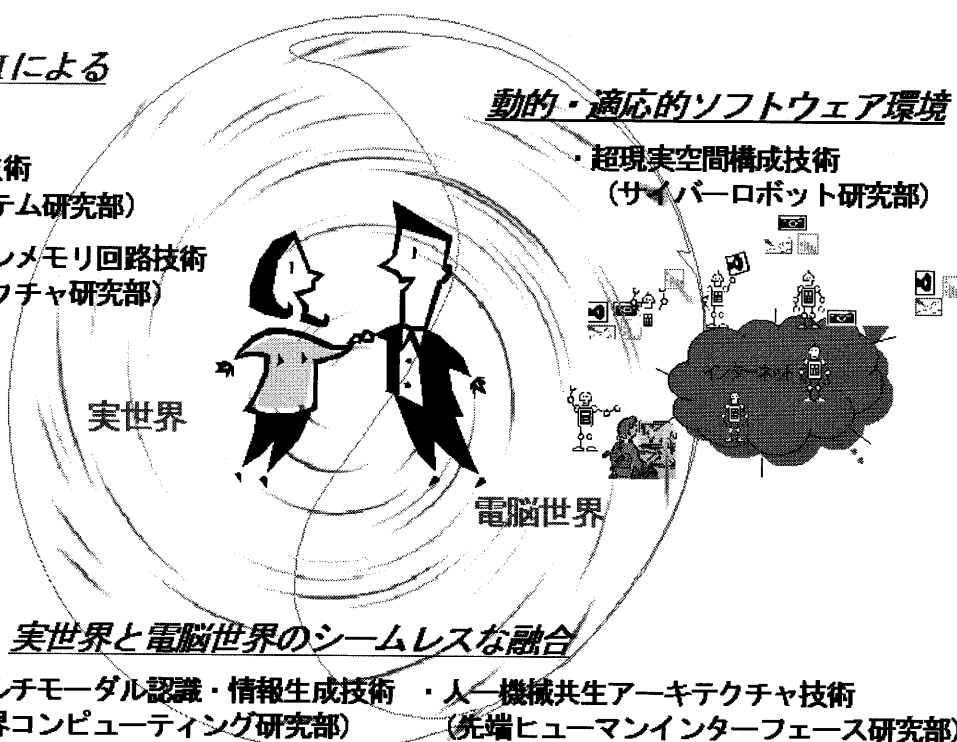 による
動的・適応的ソフトウェア環境
・超現実空間構成技術
(サイバーロボット研究部)
術
テム研究部)
メモリ回路技術
クチャ研究部)
インターネット
実世界
電脳世界
実世界と電脳世界のシームレスな融合
ルチモーダル認識・情報生成技術 ・人−機械共生アーキテクチャ技術
界コンピューティング研究部) (先端ヒューマンインターフェース研究部)